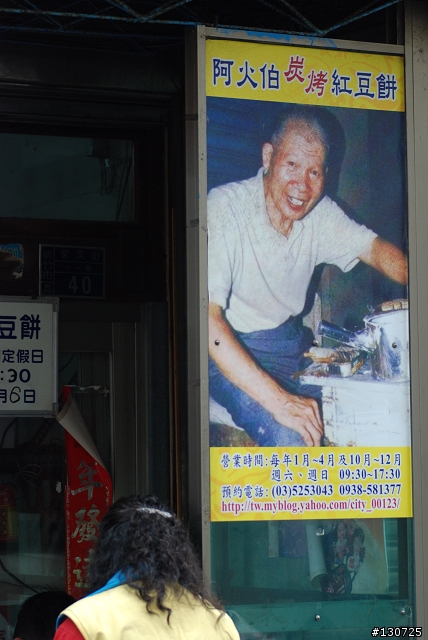 阿火伯炭烤紅豆餅
營業時間:每年1月~4月及10月~12月
週六、週日 09:30~17:30
預約電話:(03)5253043 0938-581377
http://tw.myblog.yahoo.com/city_00123/
40
豆餅
定假日
:30
月6日
年發
#130725